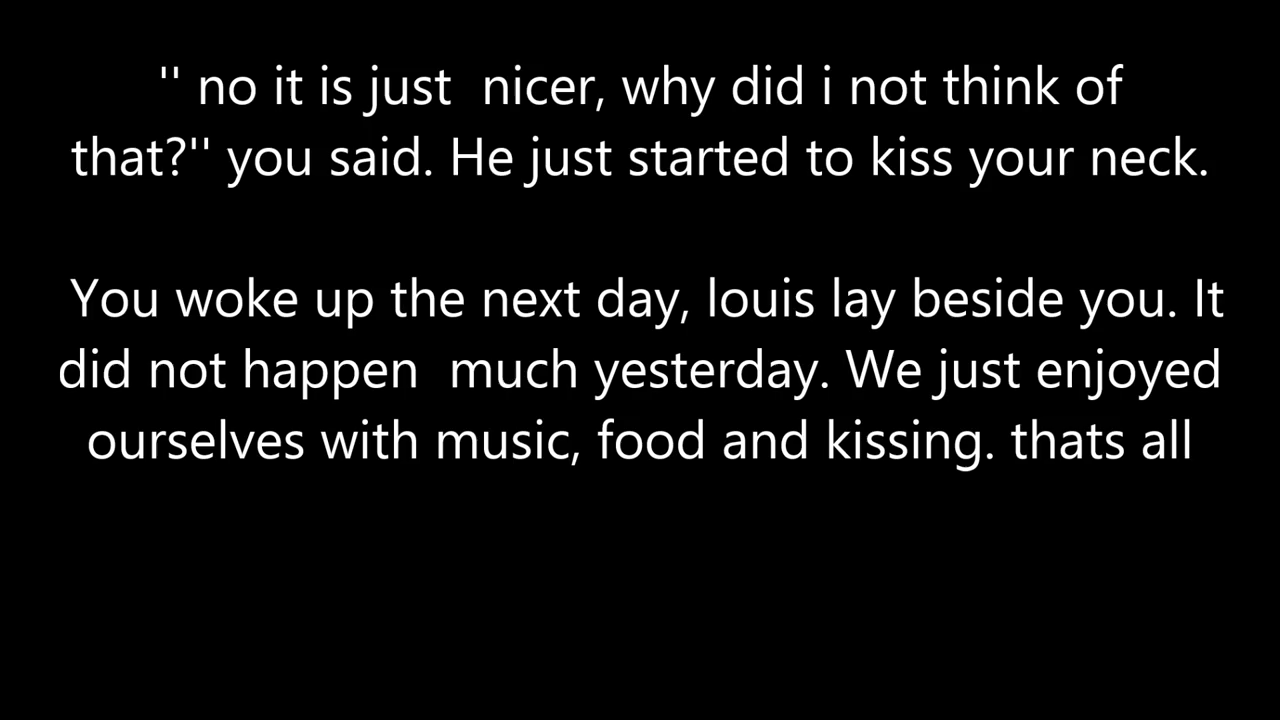 '' no it is just  nicer, why did i not think of
that?'' you said. He just started to kiss your neck.
You woke up the next day, louis lay beside you. It
did not happen  much yesterday. We just enjoyed
ourselves with music, food and kissing. thats all